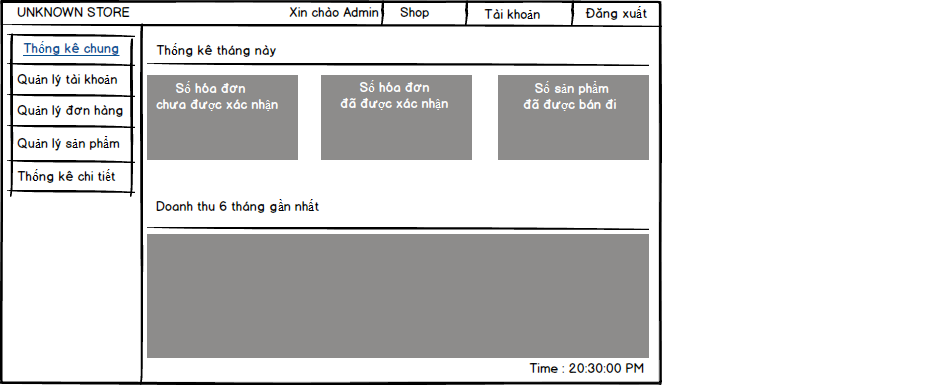 UNKNOWN STORE Xin chào Admin Shop Tài khoản Đăng xuất
Thống kê chung
Quản lý tài khoản
Quản lý đơn hàng
Quản lý sản phẩm
Thống kê chi tiết
Thống kê tháng này
Số hóa đơn
chưa được xác nhận
Số hóa đơn
đã được xác nhận
Số sản phẩm
đã được bán đi
Doanh thu 6 tháng gần nhất
Time : 20:30:00 PM